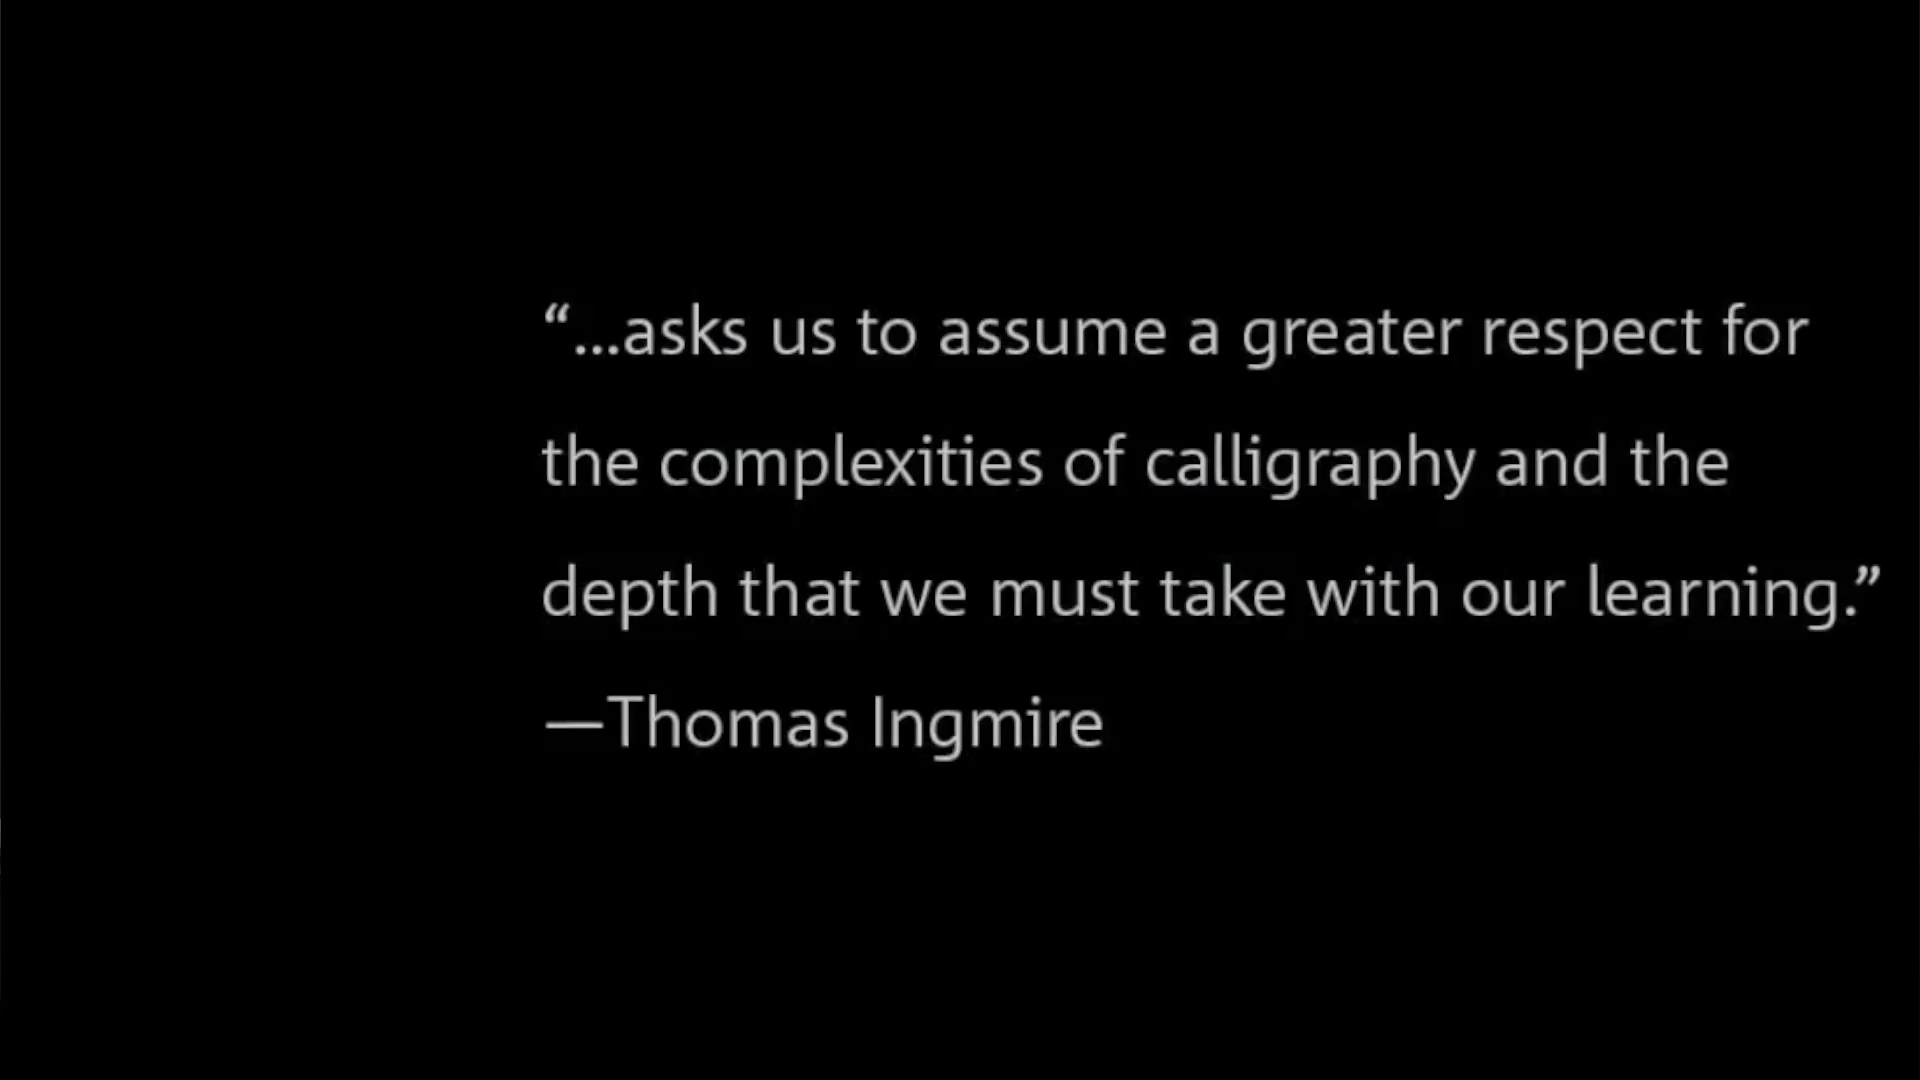 “...asks us to assume a greater respect for
the complexities of calligraphy and the
depth that we must take with our learning.”
—Thomas Ingmire